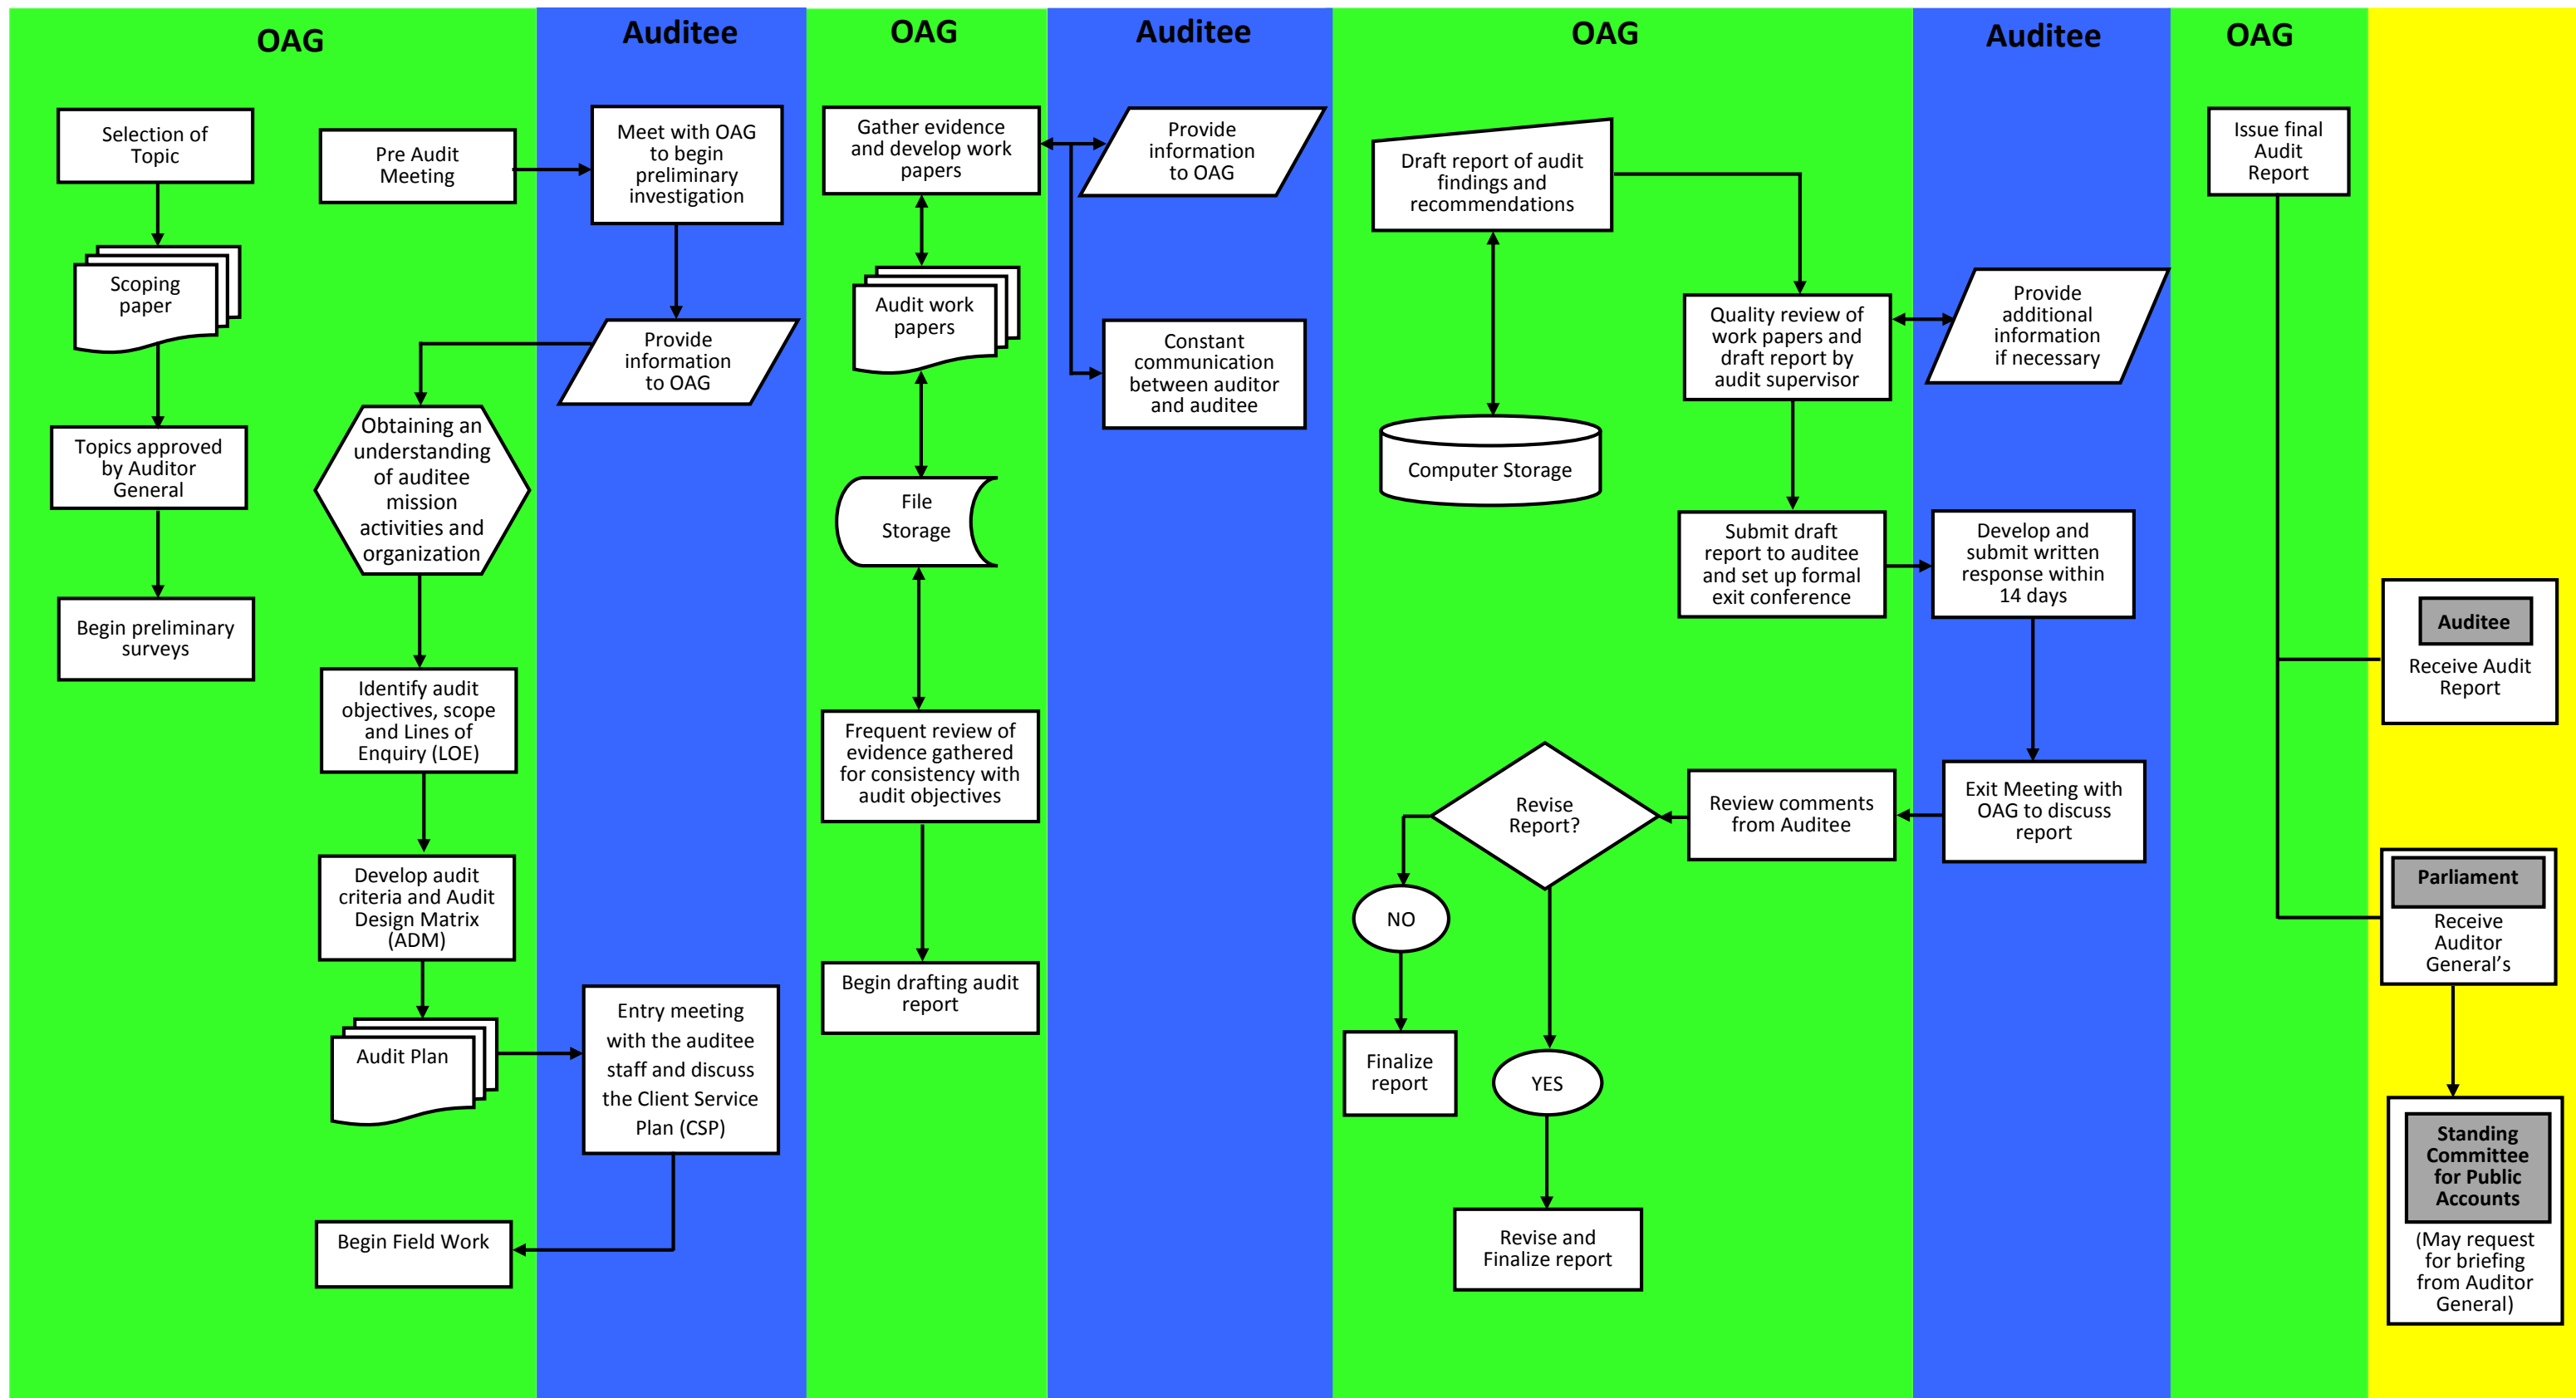 OAG
Auditee
OAG
Auditee
OAG
Auditee
OAG
Selection of
Topic
Scoping
paper
Topics approved
by Auditor
General
Begin preliminary
surveys
Pre Audit
Meeting
Obtaining an
understanding
of auditee
mission
activities and
organization
Identify audit
objectives, scope
and Lines of
Enquiry (LOE)
Develop audit
criteria and Audit
Design Matrix
(ADM)
Audit Plan
Begin Field Work
Meet with OAG
to begin
preliminary
investigation
Provide
information
to OAG
Entry meeting
with the auditee
staff and discuss
the Client Service
Plan (CSP)
Gather evidence
and develop work
papers
Audit work
papers
File
Storage
Frequent review of
evidence gathered
for consistency with
audit objectives
Begin drafting audit
report
Provide
information
to OAG
Constant
communication
between auditor
and auditee
Draft report of audit
findings and
recommendations
Computer Storage
Quality review of
work papers and
draft report by
audit supervisor
Submit draft
report to auditee
and set up formal
exit conference
Review comments
from Auditee
Revise
Report?
NO
Finalize
report
YES
Revise and
Finalize report
Provide
additional
information
if necessary
Develop and
submit written
response within
14 days
Exit Meeting with
OAG to discuss
report
Issue final
Audit
Report
Auditee
Receive Audit
Report
Parliament
Receive
Auditor
General’s
Standing
Committee
for Public
Accounts
(May request
for briefing
from Auditor
General)